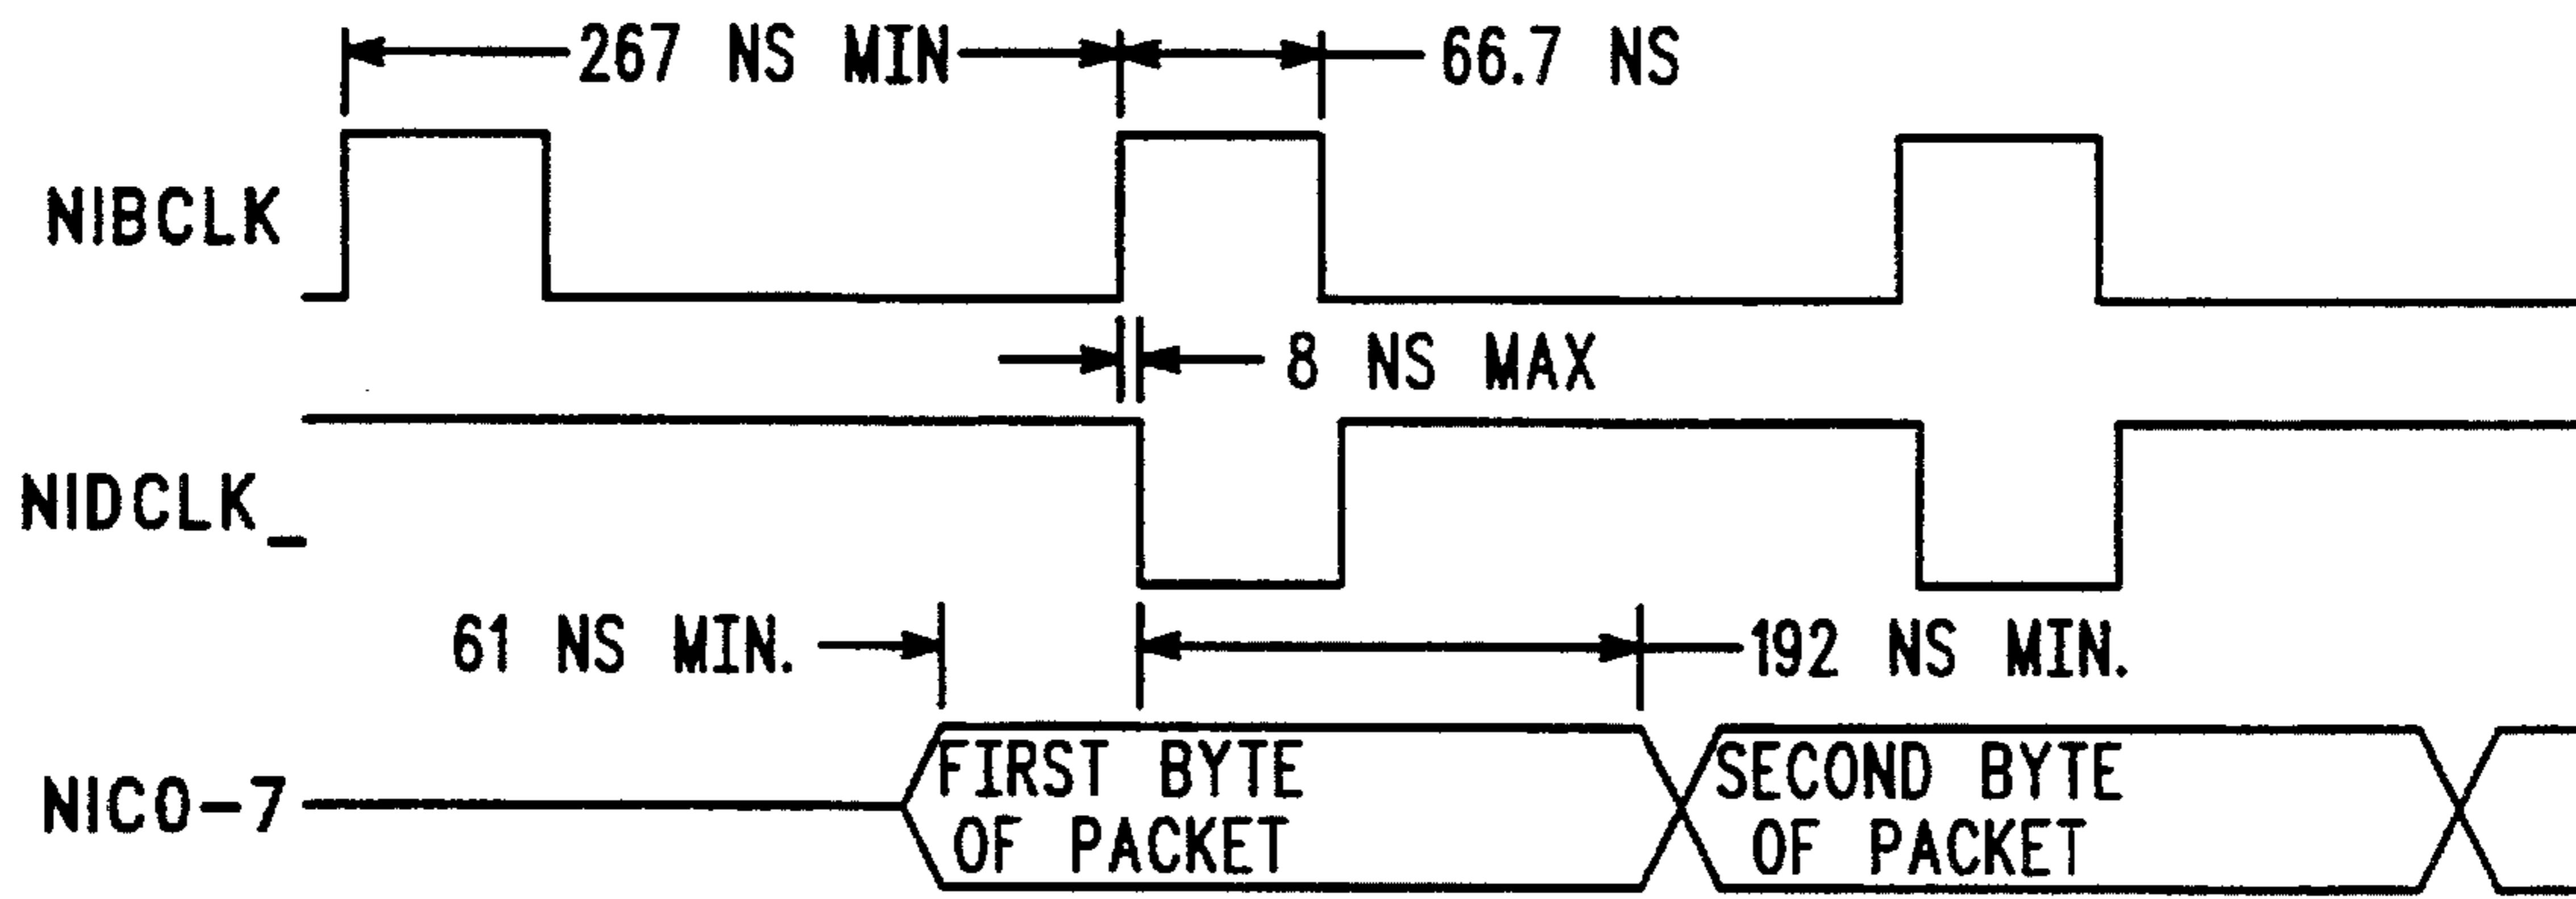 267 NS MIN 66.7 NS
NIBCLK
8 NS MAX
NIDCLK_
61 NS MIN. 192 NS MIN.
NIC0-7
FIRST BYTE
OF PACKET
SECOND BYTE
OF PACKET